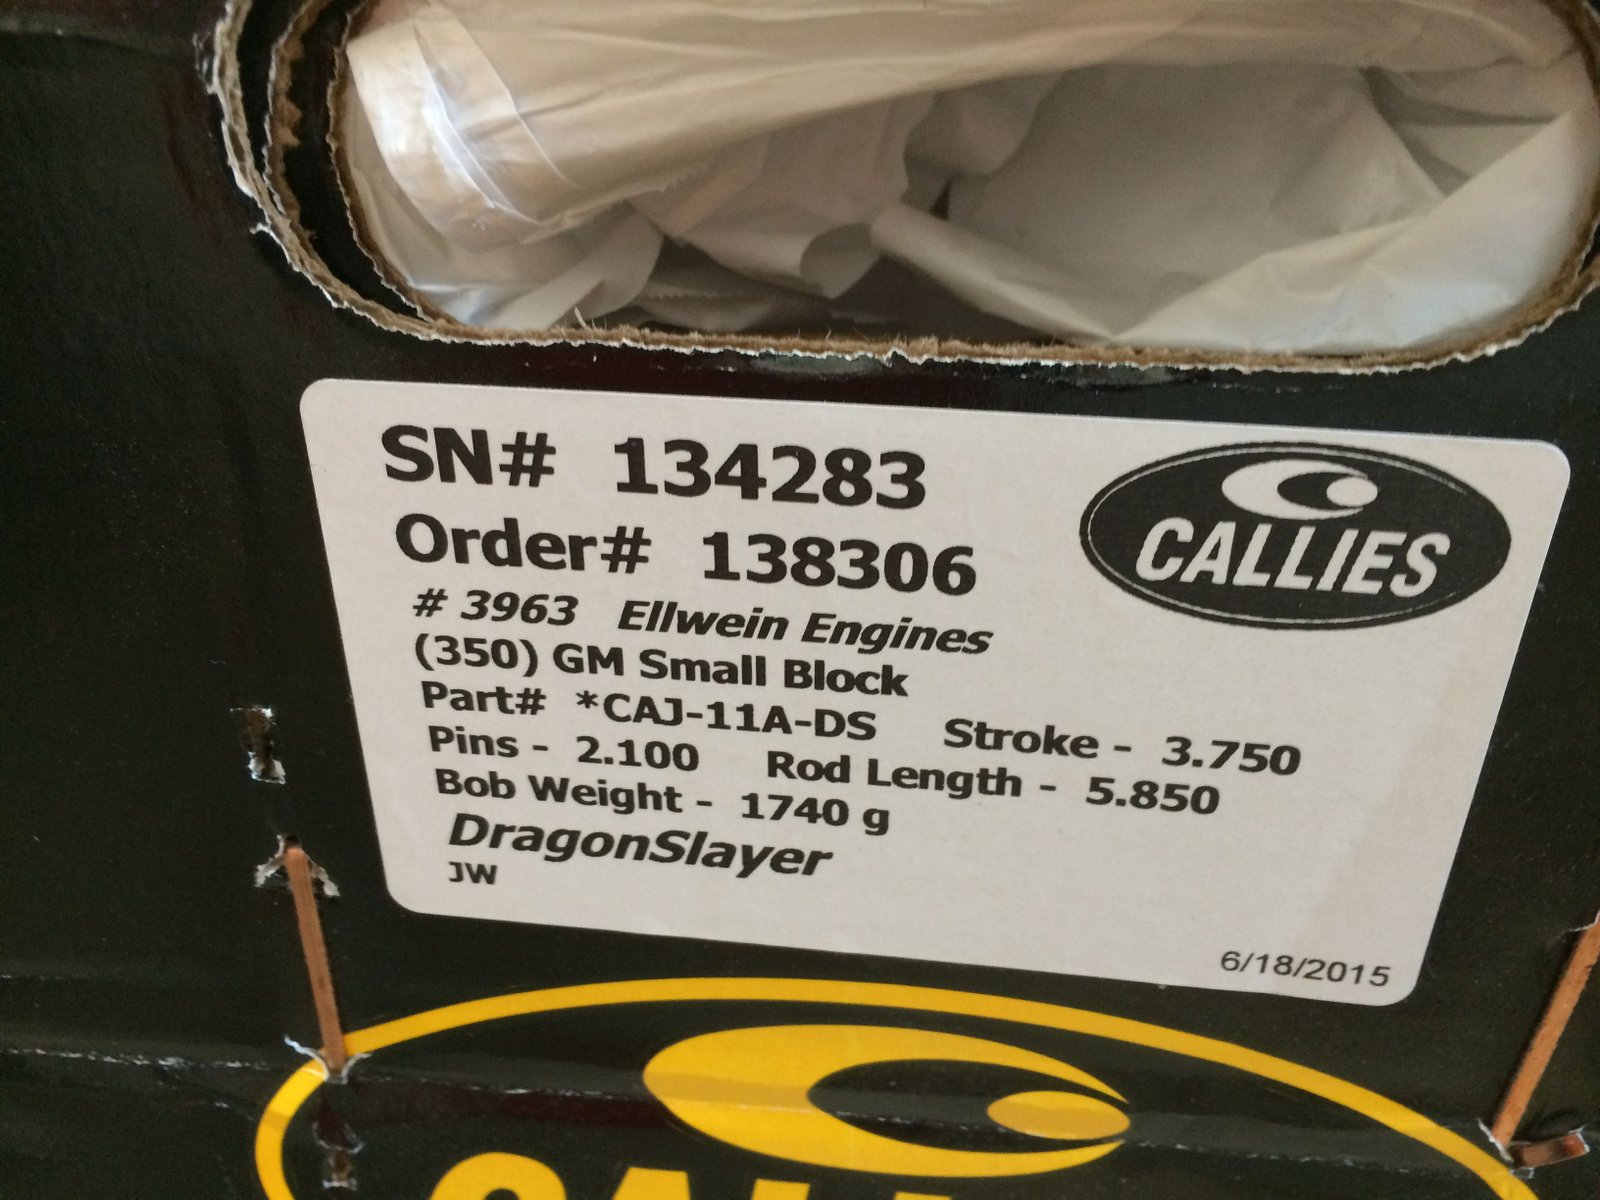 SN# 134283
Order# 138306
CALLIES
# 3963 Ellwein Engines
(350) GM Small Block
Part# *CAJ-11A-DS Stroke - 3.750
Pins - 2.100 Rod Length - 5.850
Bob Weight - 1740 g
DragonSlayer
JW
6/18/2015